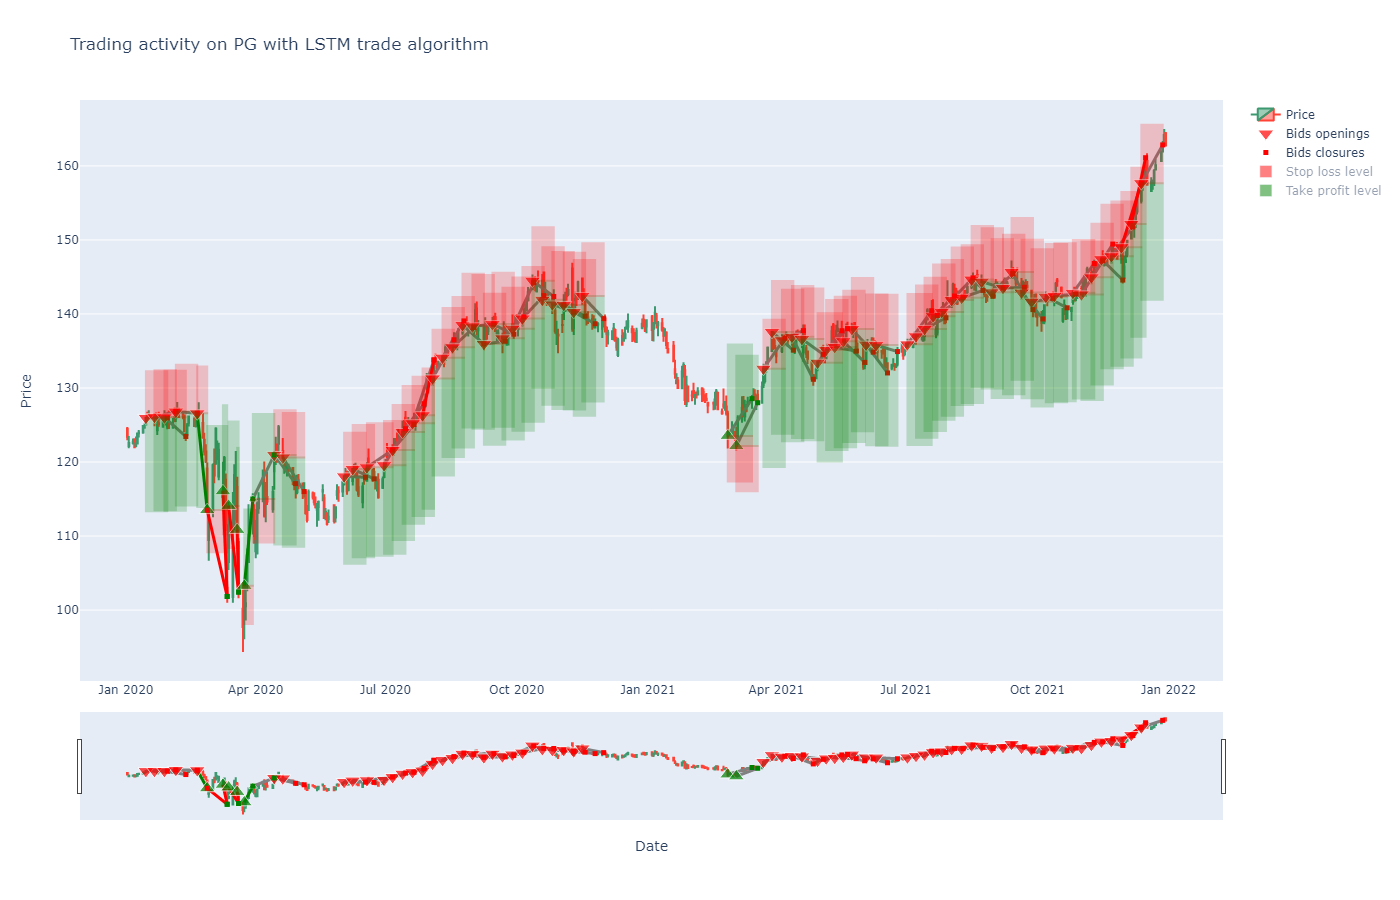 Trading activity on PG with LSTM trade algorithm
Price
Bids openings
Bids closures
Stop loss level
Take profit level
160
150
140
130
120
110
100
Price
Jan 2020
Apr 2020
Jul 2020
Oct 2020
Jan 2021
Apr 2021
Jul 2021
Oct 2021
Jan 2022
Date